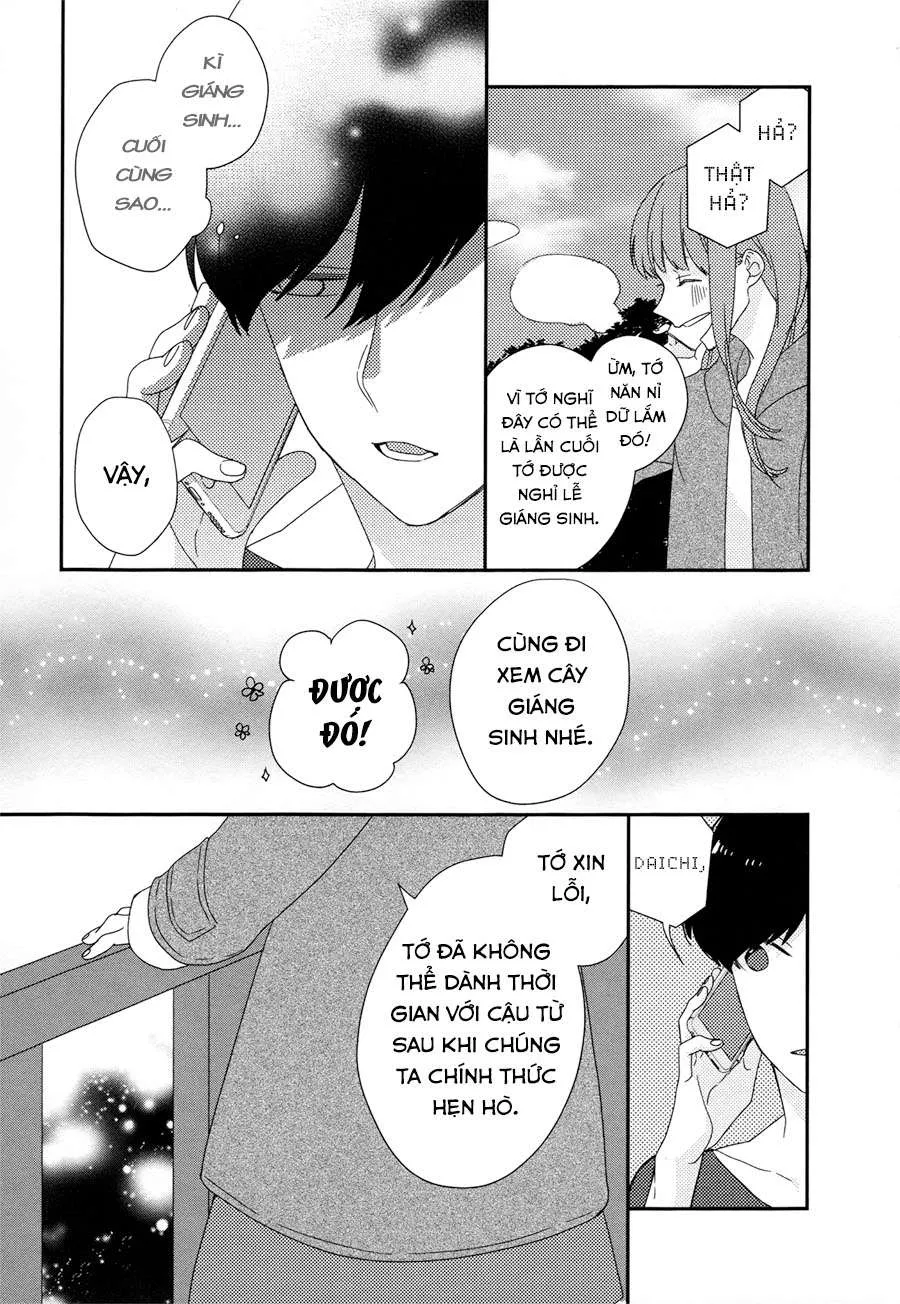 HẢ?
THẬT
HẢ?
ỪM, TỚ
NĂN NỈ
DỮ LẮM
ĐÓ!
VÌ TỚ NGHĨ
ĐÂY CÓ THỂ
LÀ LẦN CUỐI
TỚ ĐƯỢC
NGHỈ LỄ
GIÁNG SINH.
KÌ
GIÁNG
SINH...
CUỐI
CÙNG
SAO...
VẬY,
CÙNG ĐI
XEM CÂY
GIÁNG
SINH NHÉ.
ĐƯỢC
ĐÓ!
DAICHI,
TỚ XIN
LỖI,
TỚ ĐÃ KHÔNG
THỂ DÀNH THỜI
GIAN VỚI CẬU TỪ
SAU KHI CHÚNG
TA CHÍNH THỨC
HẸN HÒ.